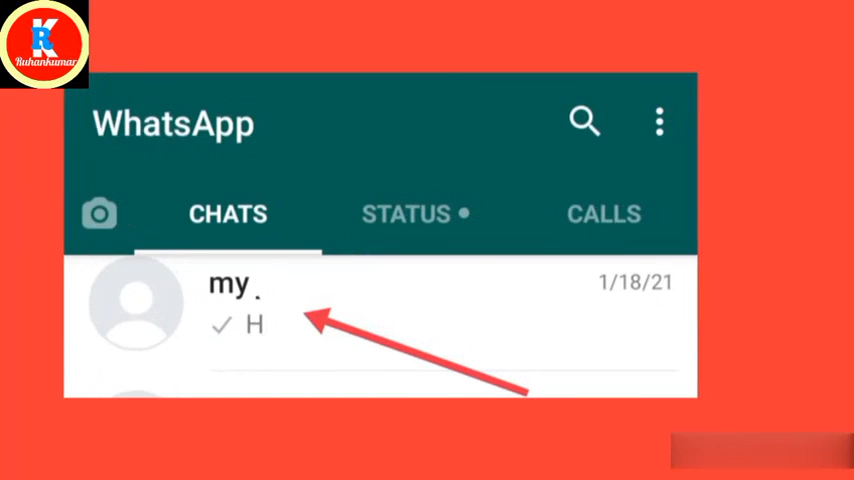 K
R
Ruhankumar
WhatsApp
CHATS
STATUS
CALLS
my
1/18/21
H